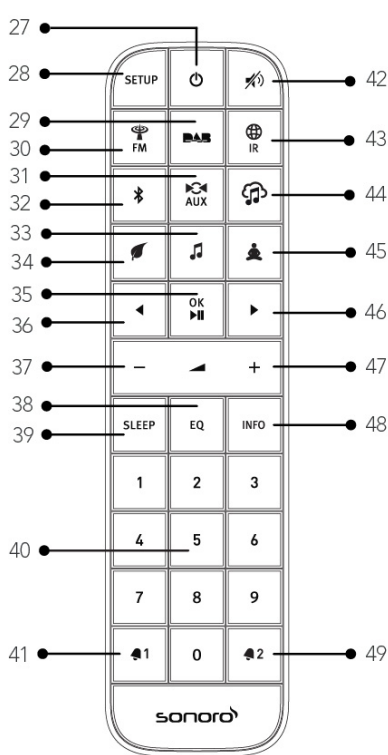 27
28 SETUP 42
29 DAB
30 FM IR 43
31
32 AUX 44
33
34 45
35 OK
36 46
37 − + 47
38
39 SLEEP EQ INFO 48
1 2 3
40 4 5 6
7 8 9
41 1 0 2 49
sonoro